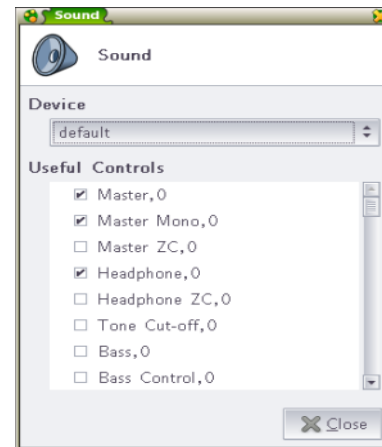 Sound
Sound
Device
default
Useful Controls
Master,0
Master Mono,0
Master ZC,0
Headphone,0
Headphone ZC,0
Tone Cut-off,0
Bass,0
Bass Control,0
Close